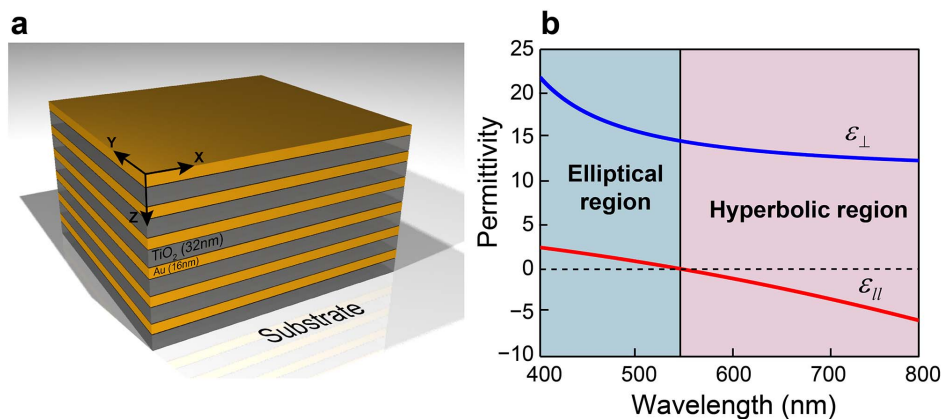 a
Y
X
Z
TiO₂ (32nm)
Au (16nm)
Substrate
b
Permittivity
25
20
15
10
5
0
−5
−10
ε⊥
Elliptical
region
Hyperbolic region
εll
400
500
600
700
800
Wavelength (nm)